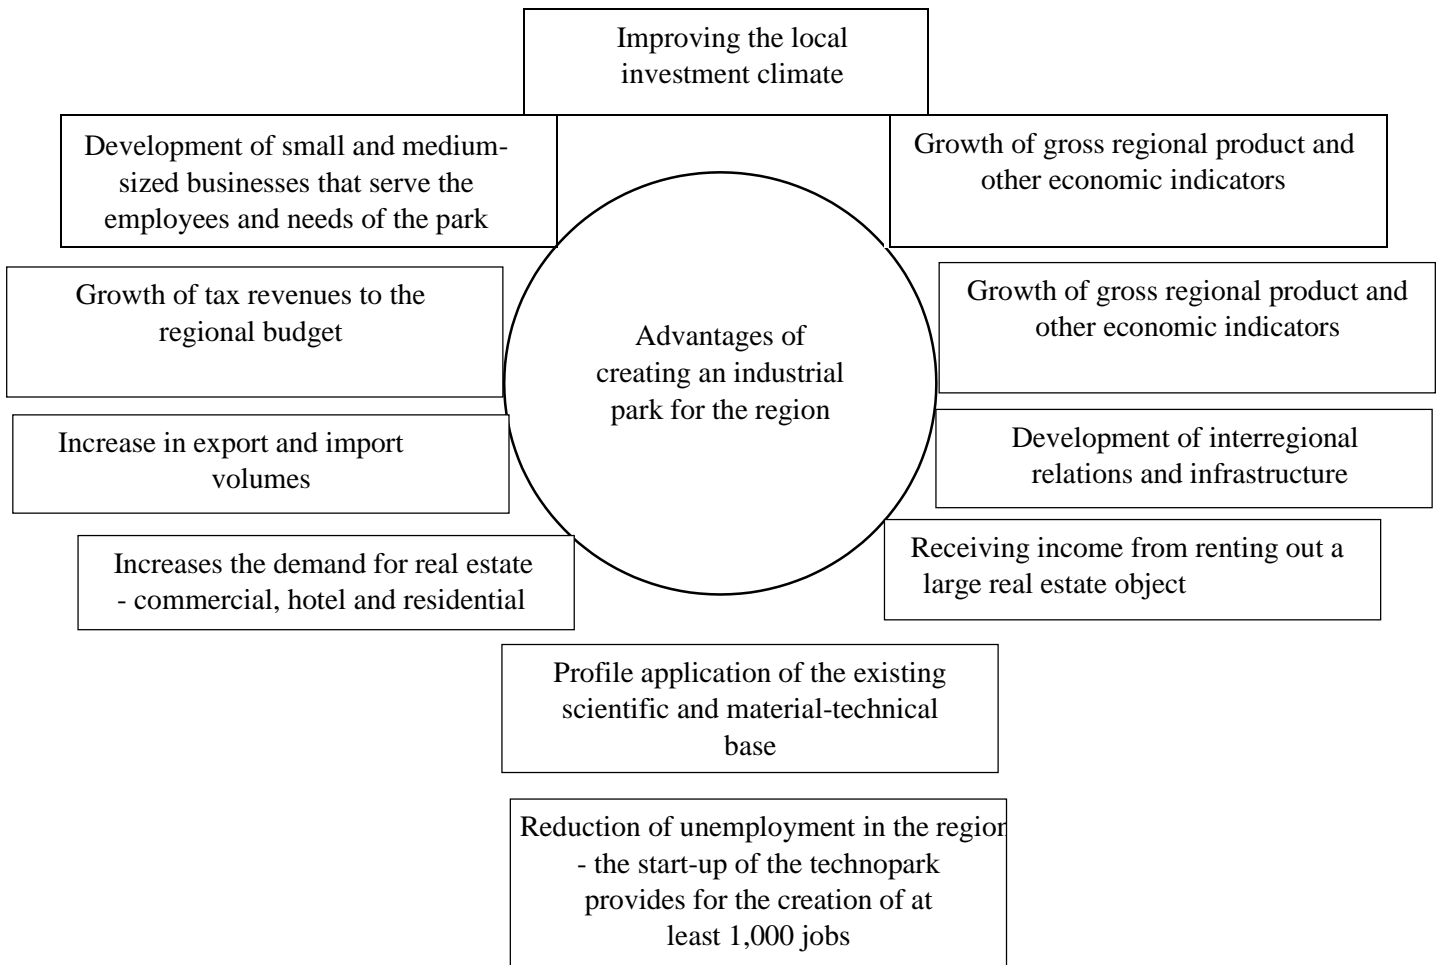 Improving the local
investment climate
Development of small and medium-
sized businesses that serve the
employees and needs of the park
Growth of gross regional product and
other economic indicators
Growth of tax revenues to the
regional budget
Growth of gross regional product and
other economic indicators
Advantages of
creating an industrial
park for the region
Increase in export and import
volumes
Development of interregional
relations and infrastructure
Increases the demand for real estate
- commercial, hotel and residential
Receiving income from renting out a
large real estate object
Profile application of the existing
scientific and material-technical
base
Reduction of unemployment in the region
- the start-up of the technopark
provides for the creation of at
least 1,000 jobs